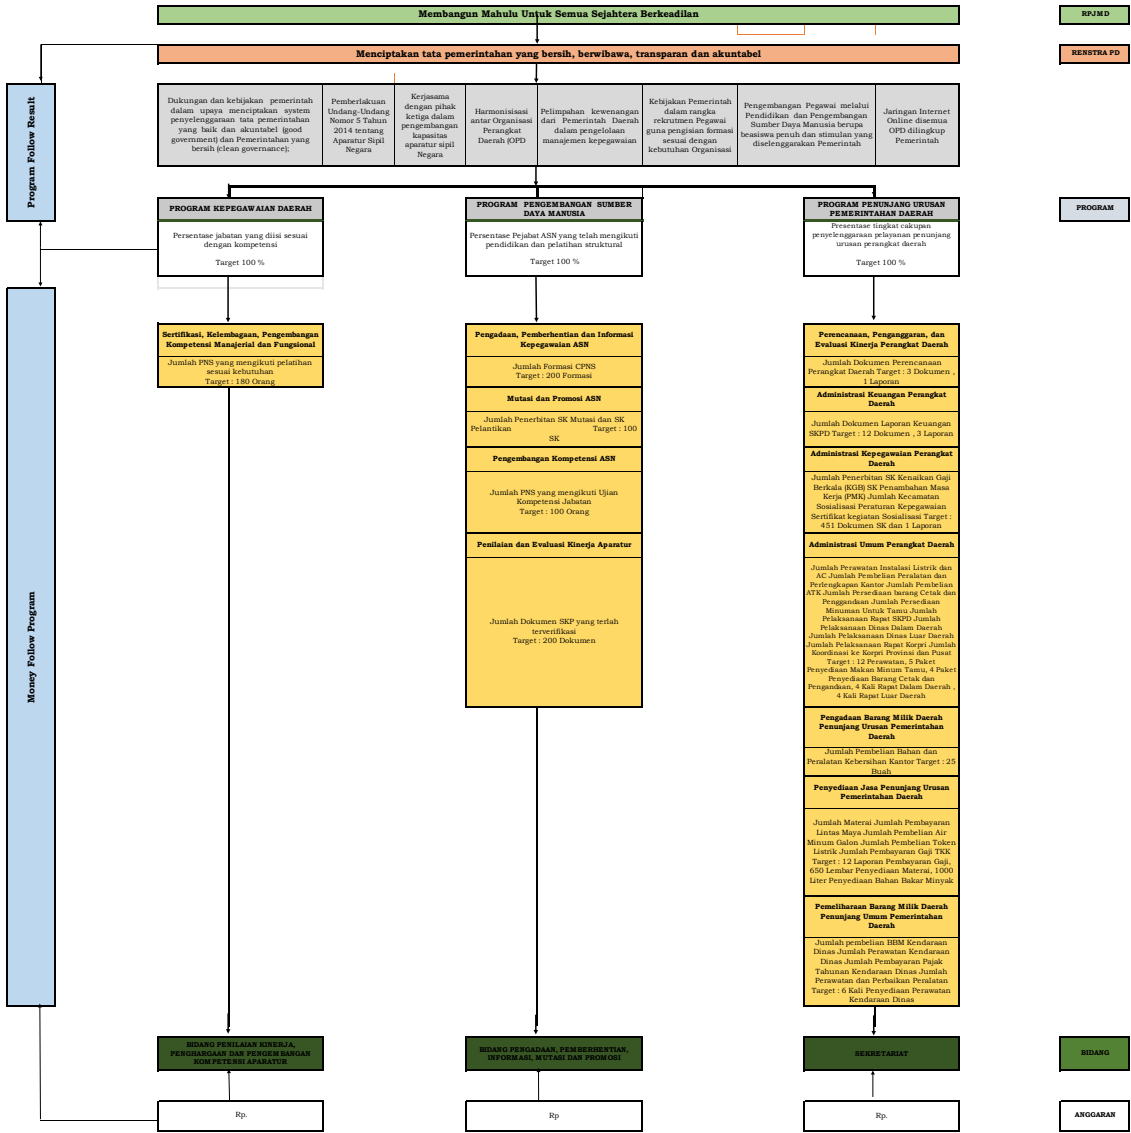 Membangun Mahulu Untuk Semua Sejahtera Berkeadilan
RPJMD
Menciptakan tata pemerintahan yang bersih, berwibawa, transparan dan akuntabel
RENSTRA PD
Program Follow Result
Dukungan dan kebijakan pemerintah
dalam upaya menciptakan system
penyelenggaraan tata pemerintahan
yang baik dan akuntabel (good
government) dan Pemerintahan yang
bersih (clean governance);
Pemberlakuan
Undang-Undang
Nomor 5 Tahun
2014 tentang
Aparatur Sipil
Negara
Kerjasama
dengan pihak
ketiga dalam
pengembangan
kapasitas
aparatur sipil
Negara
Harmonisisasi
antar Organisasi
Perangkat
Daerah (OPD
Pelimpahan kewenangan
dari Pemerintah Daerah
dalam pengelolaan
manajemen kepegawaian
Kebijakan Pemerintah
dalam rangka
rekrutmen Pegawai
guna pengisian formasi
sesuai dengan
kebutuhan Organisasi
Pengembangan Pegawai melalui
Pendidikan dan Pengembangan
Sumber Daya Manusia berupa
beasiswa penuh dan stimulan yang
diselenggarakan Pemerintah
Jaringan Internet
Online disemua
OPD dilingkup
Pemerintah
PROGRAM KEPEGAWAIAN DAERAH
Persentase jabatan yang diisi sesuai
dengan kompetensi
Target 100 %
PROGRAM PENGEMBANGAN SUMBER
DAYA MANUSIA
Persentase Pejabat ASN yang telah mengikuti
pendidikan dan pelatihan struktural
Target 100 %
PROGRAM PENUNJANG URUSAN
PEMERINTAHAN DAERAH
Presentase tingkat cakupan
penyelenggaraan pelayanan penunjang
urusan perangkat daerah
Target 100 %
PROGRAM
Money Follow Program
Sertifikasi, Kelembagaan, Pengembangan
Kompetensi Manajerial dan Fungsional
Jumlah PNS yang mengikuti pelatihan
sesuai kebutuhan
Target : 180 Orang
Pengadaan, Pemberhentian dan Informasi
Kepegawaian ASN
Jumlah Formasi CPNS
Target : 200 Formasi
Mutasi dan Promosi ASN
Jumlah Penerbitan SK Mutasi dan SK
Pelantikan Target : 100
SK
Pengembangan Kompetensi ASN
Jumlah PNS yang mengikuti Ujian
Kompetensi Jabatan
Target : 100 Orang
Penilaian dan Evaluasi Kinerja Aparatur
Jumlah Dokumen SKP yang terlah
terverifikasi
Target : 200 Dokumen
Perencanaan, Penganggaran, dan
Evaluasi Kinerja Perangkat Daerah
Jumlah Dokumen Perencanaan
Perangkat Daerah Target : 3 Dokumen ,
1 Laporan
Administrasi Keuangan Perangkat
Daerah
Jumlah Dokumen Laporan Keuangan
SKPD Target : 12 Dokumen , 3 Laporan
Administrasi Kepegawaian Perangkat
Daerah
Jumlah Penerbitan SK Kenaikan Gaji
Berkala (KGB) SK Penambahan Masa
Kerja (PMK) Jumlah Kecamatan
Sosialisasi Peraturan Kepegawaian
Sertifikat kegiatan Sosialisasi Target :
451 Dokumen SK dan 1 Laporan
Administrasi Umum Perangkat Daerah
Jumlah Perawatan Instalasi Listrik dan
AC Jumlah Pembelian Peralatan dan
Perlengkapan Kantor Jumlah Pembelian
ATK Jumlah Persediaan barang Cetak dan
Penggandaan Jumlah Persediaan
Minuman Untuk Tamu Jumlah
Pelaksanaan Rapat SKPD Jumlah
Pelaksanaan Dinas Dalam Daerah
Jumlah Pelaksanaan Dinas Luar Daerah
Jumlah Pelaksanaan Rapat Korpri Jumlah
Koordinasi ke Korpri Provinsi dan Pusat
Target : 12 Perawatan, 5 Paket
Penyediaan Makan Minum Tamu, 4 Paket
Penyediaan Barang Cetak dan
Pengandaan, 4 Kali Rapat Dalam Daerah ,
4 Kali Rapat Luar Daerah
Pengadaan Barang Milik Daerah
Penunjang Urusan Pemerintahan
Daerah
Jumlah Pembelian Bahan dan
Peralatan Kebersihan Kantor Target : 25
Buah
Penyediaan Jasa Penunjang Urusan
Pemerintahan Daerah
Jumlah Materai Jumlah Pembayaran
Lintas Maya Jumlah Pembelian Air
Minum Galon Jumlah Pembelian Token
Listrik Jumlah Pembayaran Gaji TKK
Target : 12 Laporan Pembayaran Gaji,
650 Lembar Penyediaan Materai, 1000
Liter Penyediaan Bahan Bakar Minyak
Pemeliharaan Barang Milik Daerah
Penunjang Umum Pemerintahan
Daerah
Jumlah pembelian BBM Kendaraan
Dinas Jumlah Perawatan Kendaraan
Dinas Jumlah Pembayaran Pajak
Tahunan Kendaraan Dinas Jumlah
Perawatan dan Perbaikan Peralatan
Target : 6 Kali Penyediaan Perawatan
Kendaraan Dinas
BIDANG PENILAIAN KINERJA,
PENGHARGAAN DAN PENGEMBANGAN
KOMPETENSI APARATUR
BIDANG PENGADAAN, PEMBERHENTIAN,
INFORMASI, MUTASI DAN PROMOSI
SEKRETARIAT
BIDANG
Rp.
Rp
Rp.
ANGGARAN